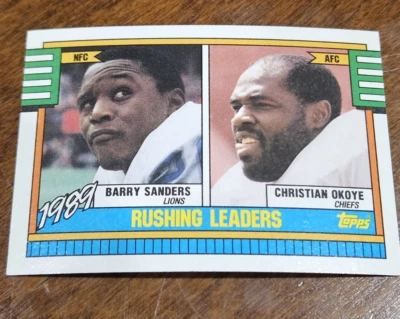 NFC
AFC
BARRY SANDERS
LIONS
CHRISTIAN OKOYE
CHIEFS
1989
RUSHING LEADERS
TOPPS